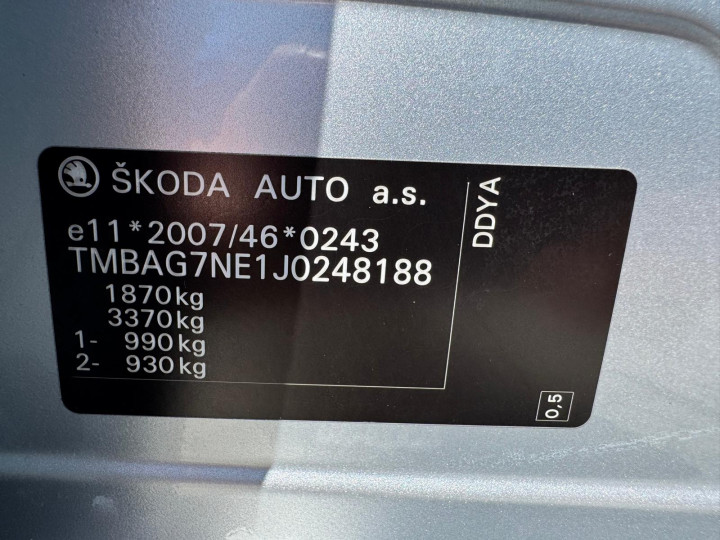 ŠKODA AUTO a.s.
e11*2007/46*0243
TMBAG7NE1J0248188
1870kg
3370kg
1- 990kg
2- 930kg
DDYA
0,5